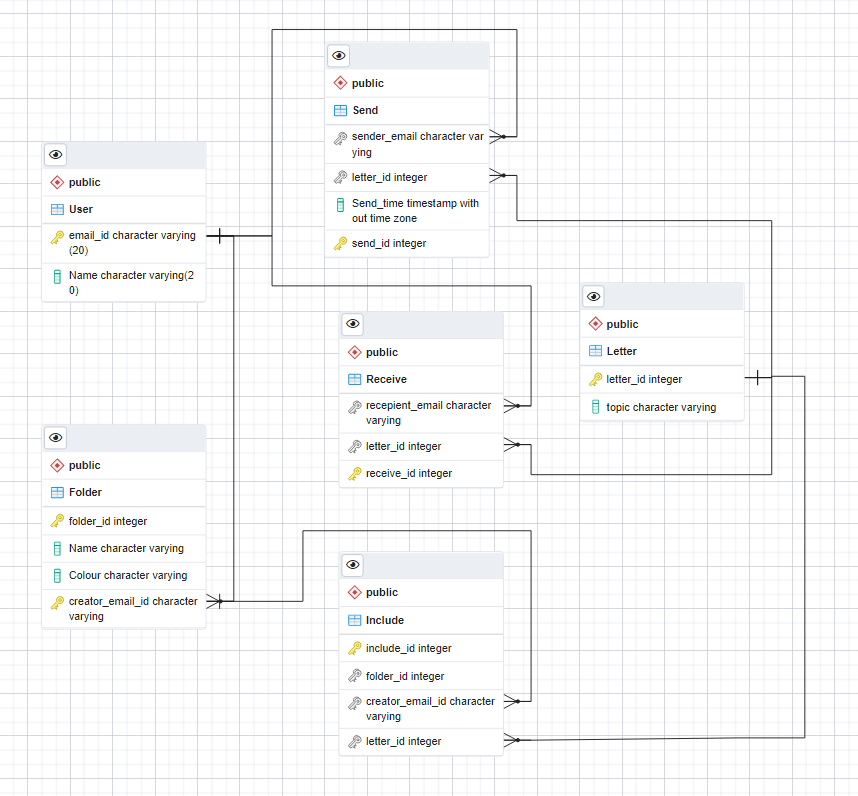 public
Send
sender_email character var
ying
letter_id integer
Send_time timestamp with
out time zone
send_id integer
public
User
email_id character varying
(20)
Name character varying(2
0)
public
Letter
letter_id integer
topic character varying
public
Receive
recepient_email character
varying
letter_id integer
receive_id integer
public
Folder
folder_id integer
Name character varying
Colour character varying
creator_email_id character
varying
public
Include
include_id integer
folder_id integer
creator_email_id character
varying
letter_id integer